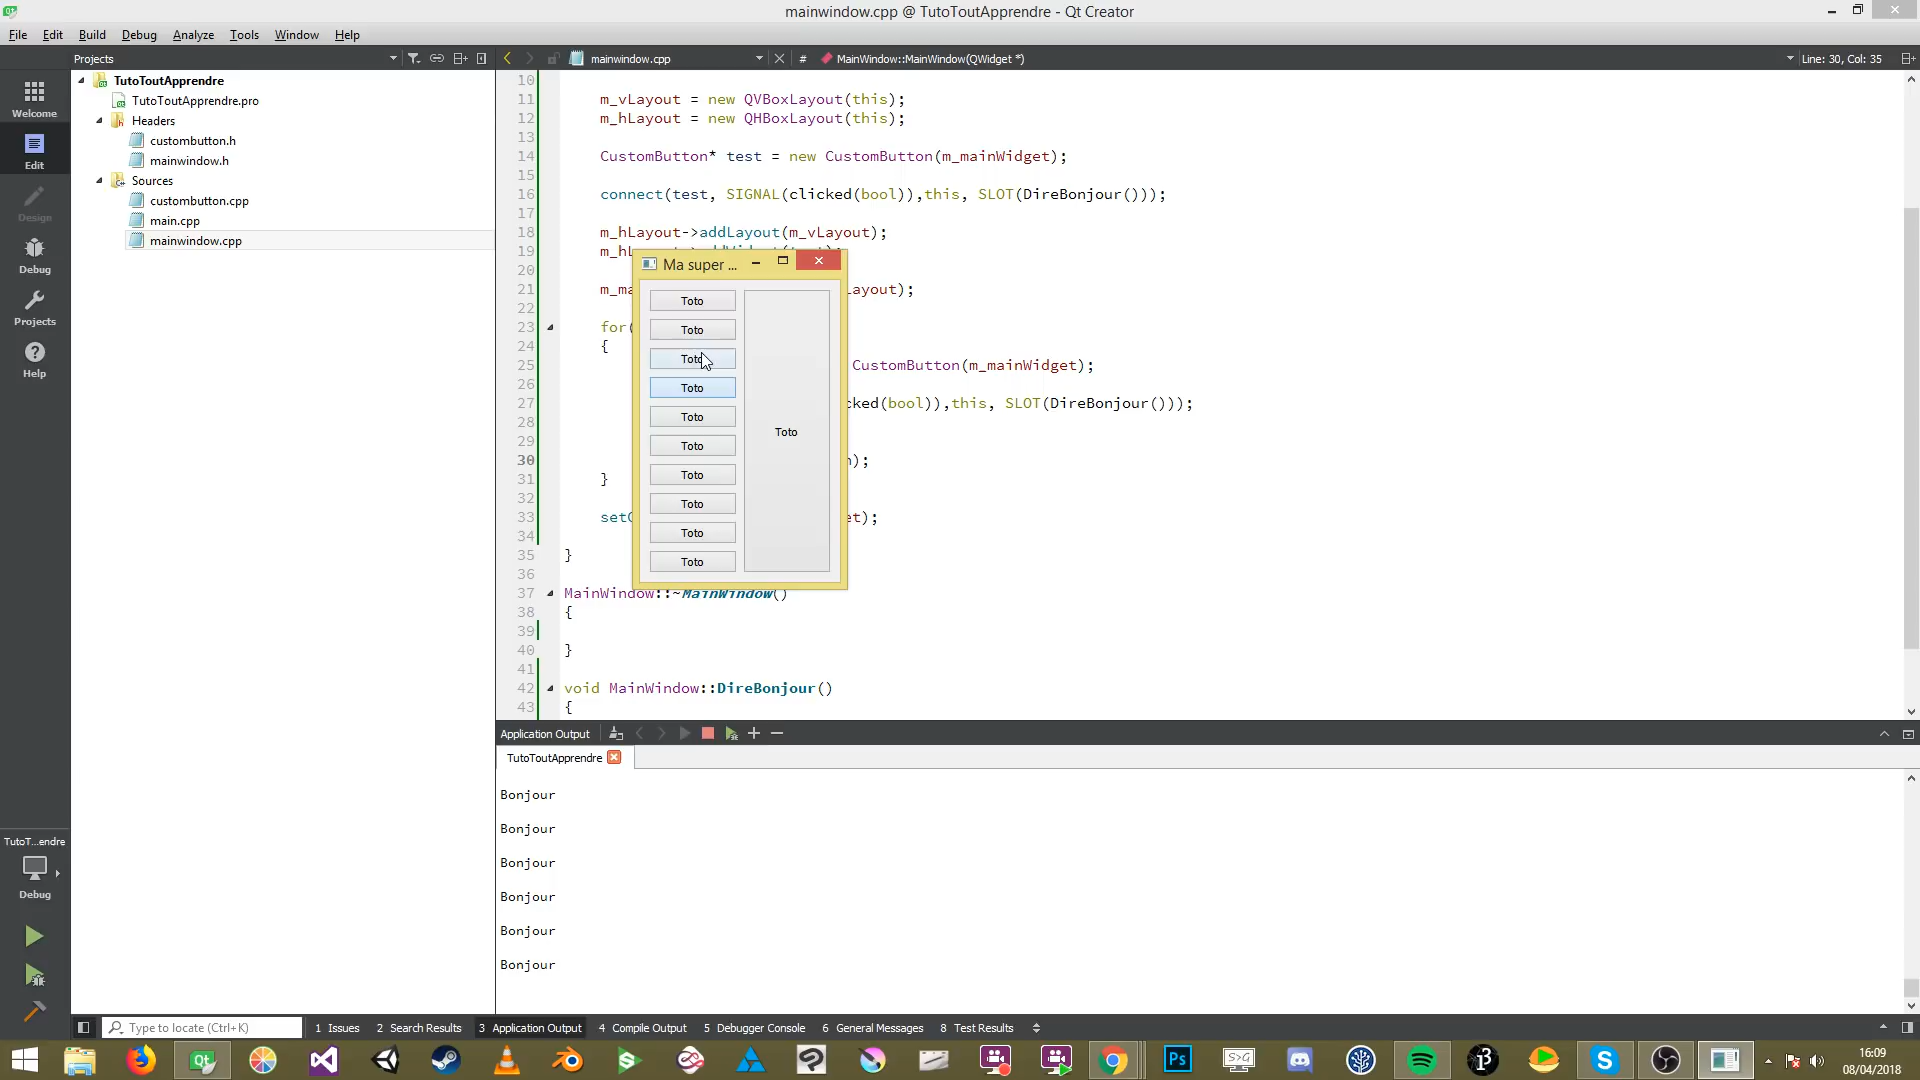 mainwindow.cpp @ TutoToutApprendre - Qt Creator
File Edit Build Debug Analyze Tools Window Help
Projects
mainwindow.cpp
#
MainWindow::MainWindow(QWidget *)
Line: 30, Col: 35
Welcome
Edit
Design
Debug
Projects
Help
TutoT...endre
Debug
TutoToutApprendre
TutoToutApprendre.pro
Headers
custombutton.h
mainwindow.h
Sources
custombutton.cpp
main.cpp
mainwindow.cpp
10
11 m_vLayout = new QVBoxLayout(this);
12 m_hLayout = new QHBoxLayout(this);
13
14 CustomButton* test = new CustomButton(m_mainWidget);
15
16 connect(test, SIGNAL(clicked(bool)),this, SLOT(DireBonjour()));
17
18 m_hLayout->addLayout(m_vLayout);
19 m_hL
20
21 m_ma ayout);
22
23 for(
24 {
25 CustomButton(m_mainWidget);
26
27 cked(bool)),this, SLOT(DireBonjour()));
28
29
30 );
31 }
32
33 setC et);
34
35 }
36
37 MainWindow::~MainWindow()
38 {
39
40 }
41
42 void MainWindow::DireBonjour()
43 {
Ma super ...
Toto
Toto
Toto
Toto
Toto
Toto
Toto
Toto
Toto
Toto
Toto
Application Output
TutoToutApprendre
Bonjour
Bonjour
Bonjour
Bonjour
Bonjour
Bonjour
Type to locate (Ctrl+K)
1 Issues 2 Search Results 3 Application Output 4 Compile Output 5 Debugger Console 6 General Messages 8 Test Results
Qt
Ps
S>G
16:09
08/04/2018